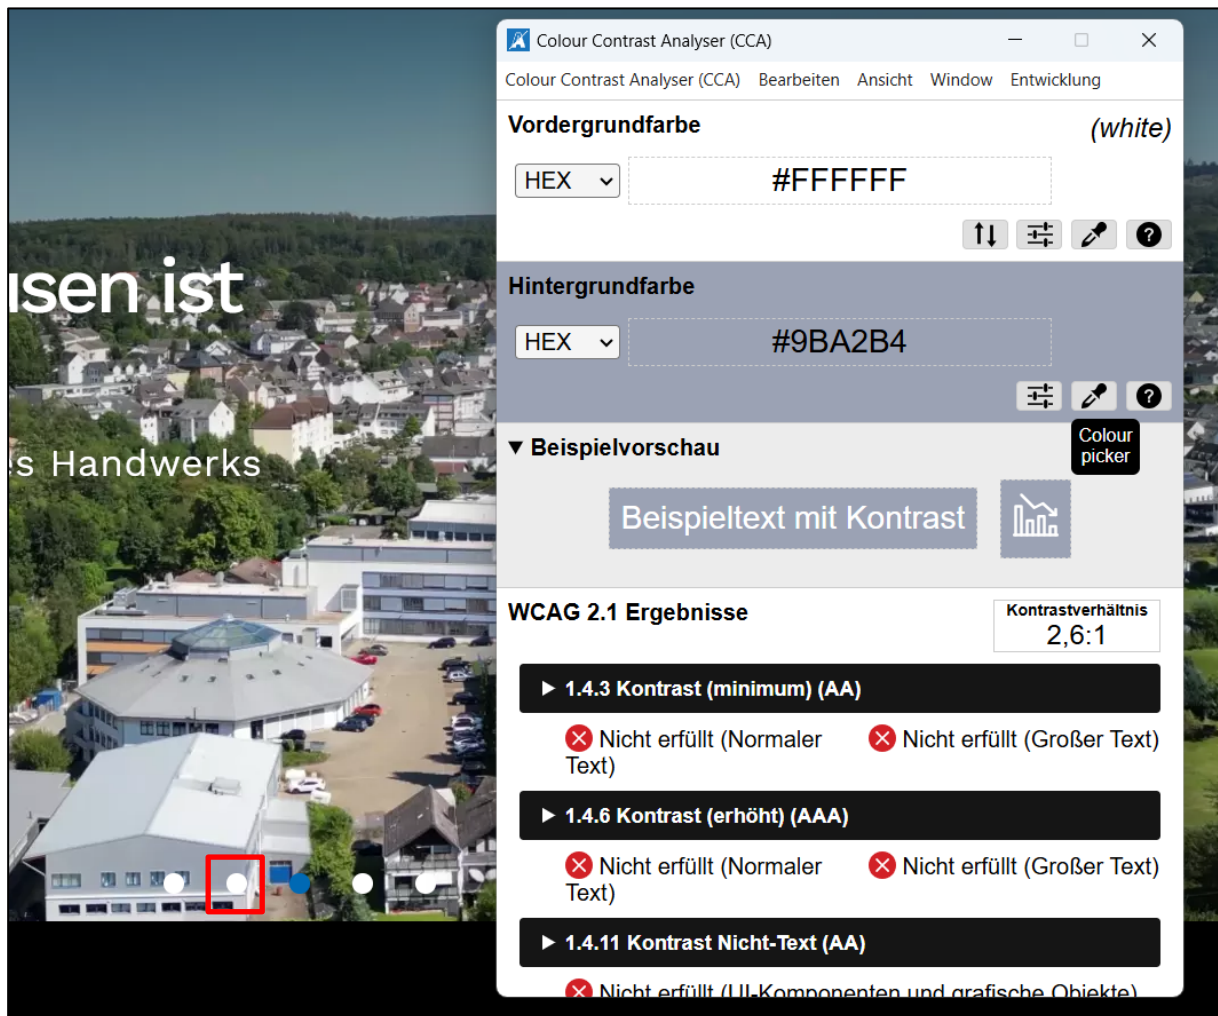 usen ist
es Handwerks
Colour Contrast Analyser (CCA)
Colour Contrast Analyser (CCA) Bearbeiten Ansicht Window Entwicklung
Vordergrundfarbe (white)
HEX #FFFFFF
Hintergrundfarbe
HEX #9BA2B4
Colour
picker
▼ Beispielvorschau
Beispieltext mit Kontrast
WCAG 2.1 Ergebnisse
Kontrastverhältnis
2,6:1
▶ 1.4.3 Kontrast (minimum) (AA)
Nicht erfüllt (Normaler
Text)
Nicht erfüllt (Großer Text)
▶ 1.4.6 Kontrast (erhöht) (AAA)
Nicht erfüllt (Normaler
Text)
Nicht erfüllt (Großer Text)
▶ 1.4.11 Kontrast Nicht-Text (AA)
Nicht erfüllt (UI-Komponenten und grafische Objekte)